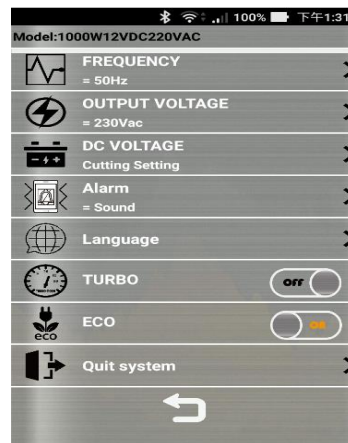 100% 下午1:31
Model:1000W12VDC220VAC
FREQUENCY
= 50Hz
OUTPUT VOLTAGE
= 230Vac
DC VOLTAGE
Cutting Setting
Alarm
= Sound
Language
TURBO
OFF
ECO
ON
eco
Quit system